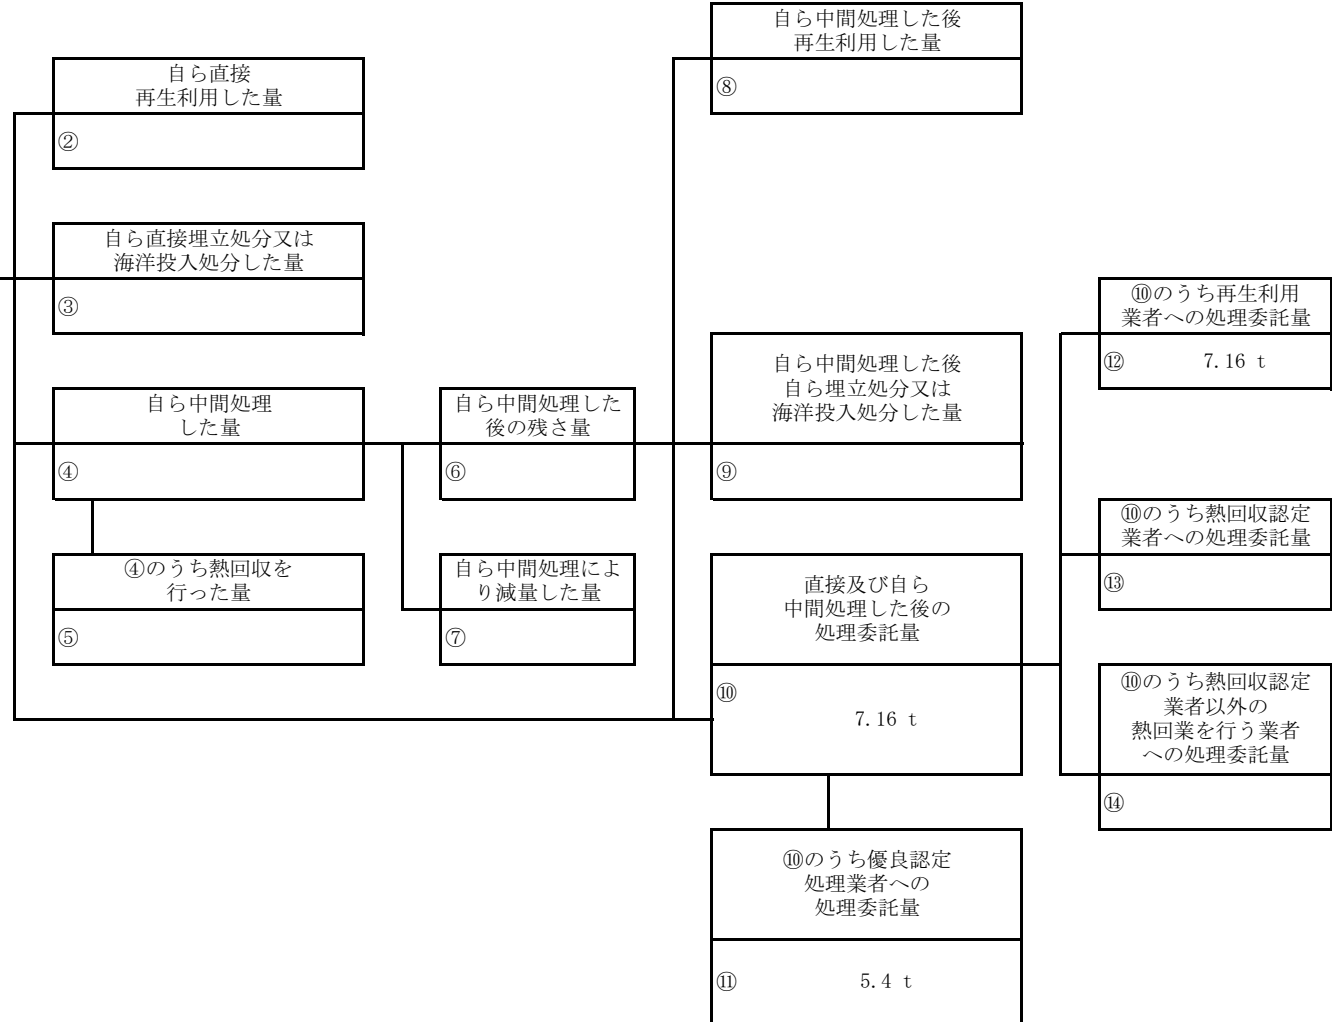 自ら中間処理した後
再生利用した量
⑧
自ら直接
再生利用した量
②
自ら直接埋立処分又は
海洋投入処分した量
③
⑩のうち再生利用
業者への処理委託量
⑫ 7.16 t
自ら中間処理した後
自ら埋立処分又は
海洋投入処分した量
⑨
自ら中間処理
した量
④
自ら中間処理した
後の残さ量
⑥
⑩のうち熱回収認定
業者への処理委託量
⑬
④のうち熱回収を
行った量
⑤
自ら中間処理によ
り減量した量
⑦
直接及び自ら
中間処理した後の
処理委託量
⑩
7.16 t
⑩のうち熱回収認定
業者以外の
熱回業を行う業者
への処理委託量
⑭
⑩のうち優良認定
処理業者への
処理委託量
⑪ 5.4 t